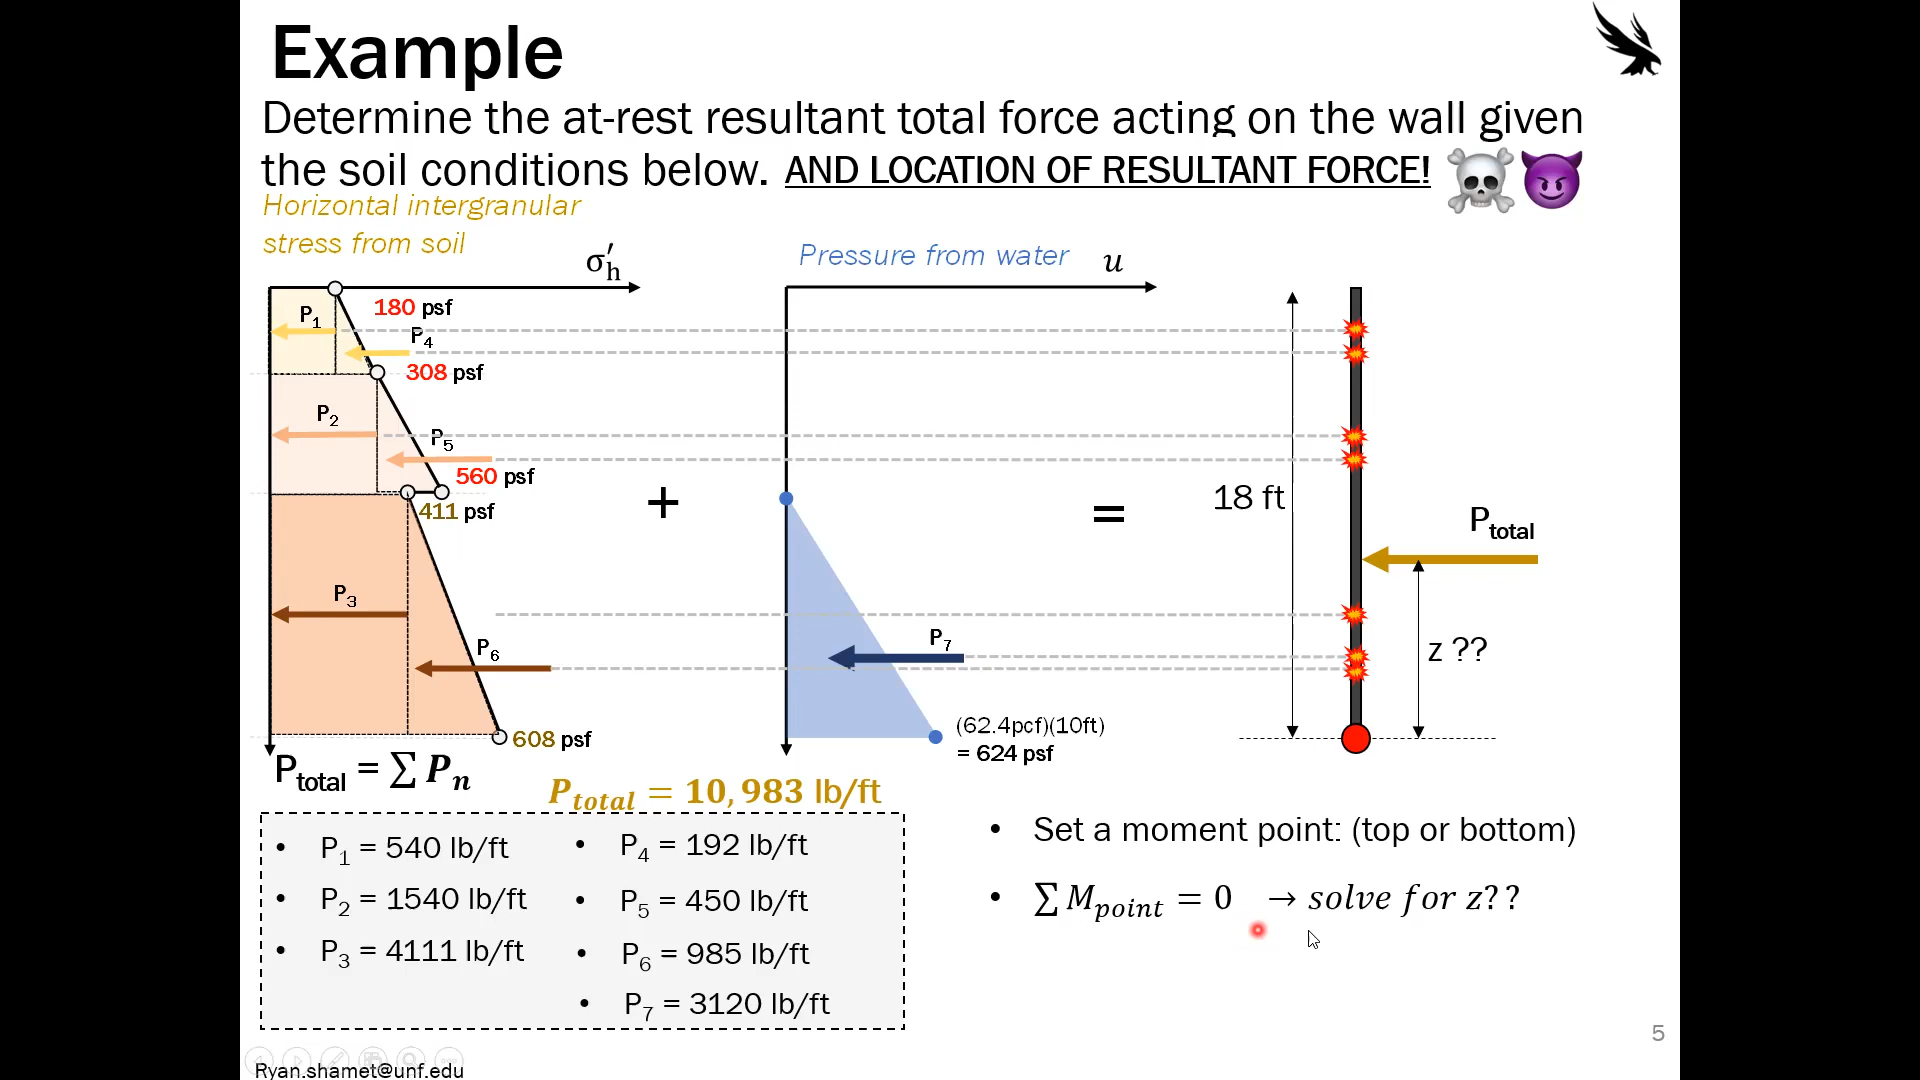 Example
Determine the at-rest resultant total force acting on the wall given
the soil conditions below. AND LOCATION OF RESULTANT FORCE!
Horizontal intergranular
stress from soil
σ′h
Pressure from water
u
P1
180 psf
P4
308 psf
P2
P5
560 psf
411 psf
+
=
18 ft
Ptotal
P3
P6
P7
z ??
608 psf
(62.4pcf)(10ft)
= 624 psf
Ptotal = ∑ Pn
Ptotal = 10,983 lb/ft
• P1 = 540 lb/ft
• P2 = 1540 lb/ft
• P3 = 4111 lb/ft
• P4 = 192 lb/ft
• P5 = 450 lb/ft
• P6 = 985 lb/ft
• P7 = 3120 lb/ft
• Set a moment point: (top or bottom)
• ∑ Mpoint = 0 → solve for z??
5
Ryan.shamet@unf.edu